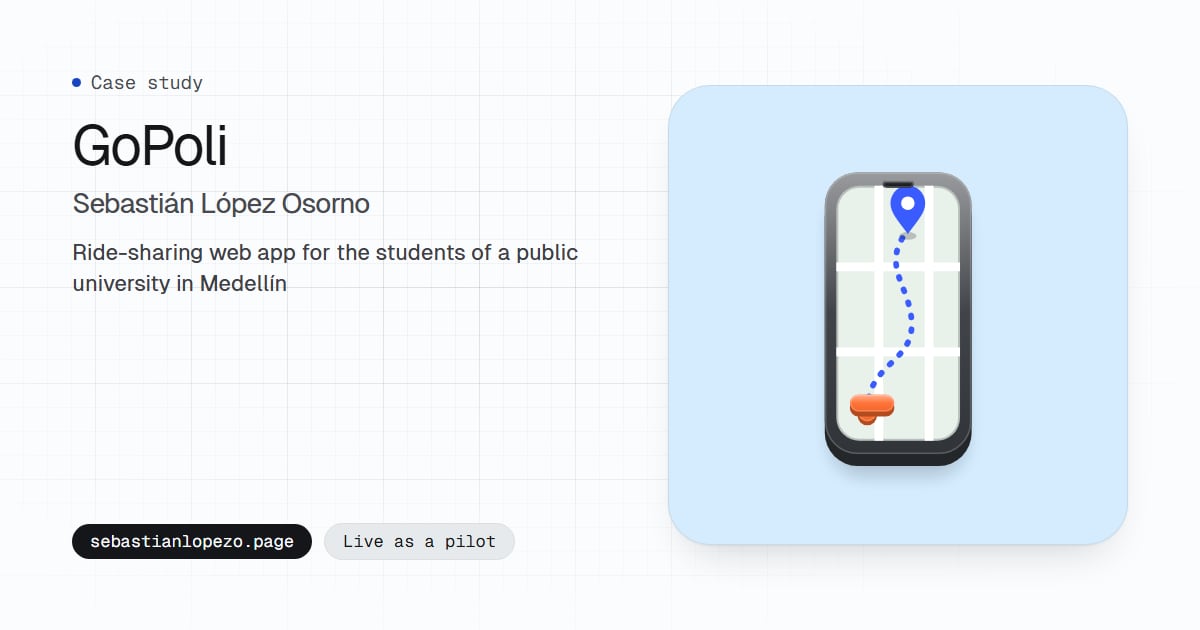 Case study
GoPoli
Sebastián López Osorno
Ride-sharing web app for the students of a public
university in Medellín
sebastianlopezo.page
Live as a pilot